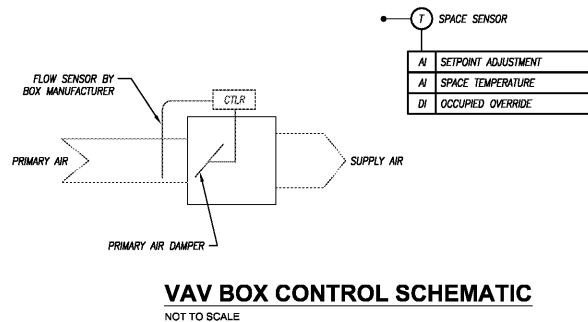 T SPACE SENSOR
AI SETPOINT ADJUSTMENT
AI SPACE TEMPERATURE
DI OCCUPIED OVERRIDE
FLOW SENSOR BY
BOX MANUFACTURER
CTLR
PRIMARY AIR
SUPPLY AIR
PRIMARY AIR DAMPER
VAV BOX CONTROL SCHEMATIC
NOT TO SCALE